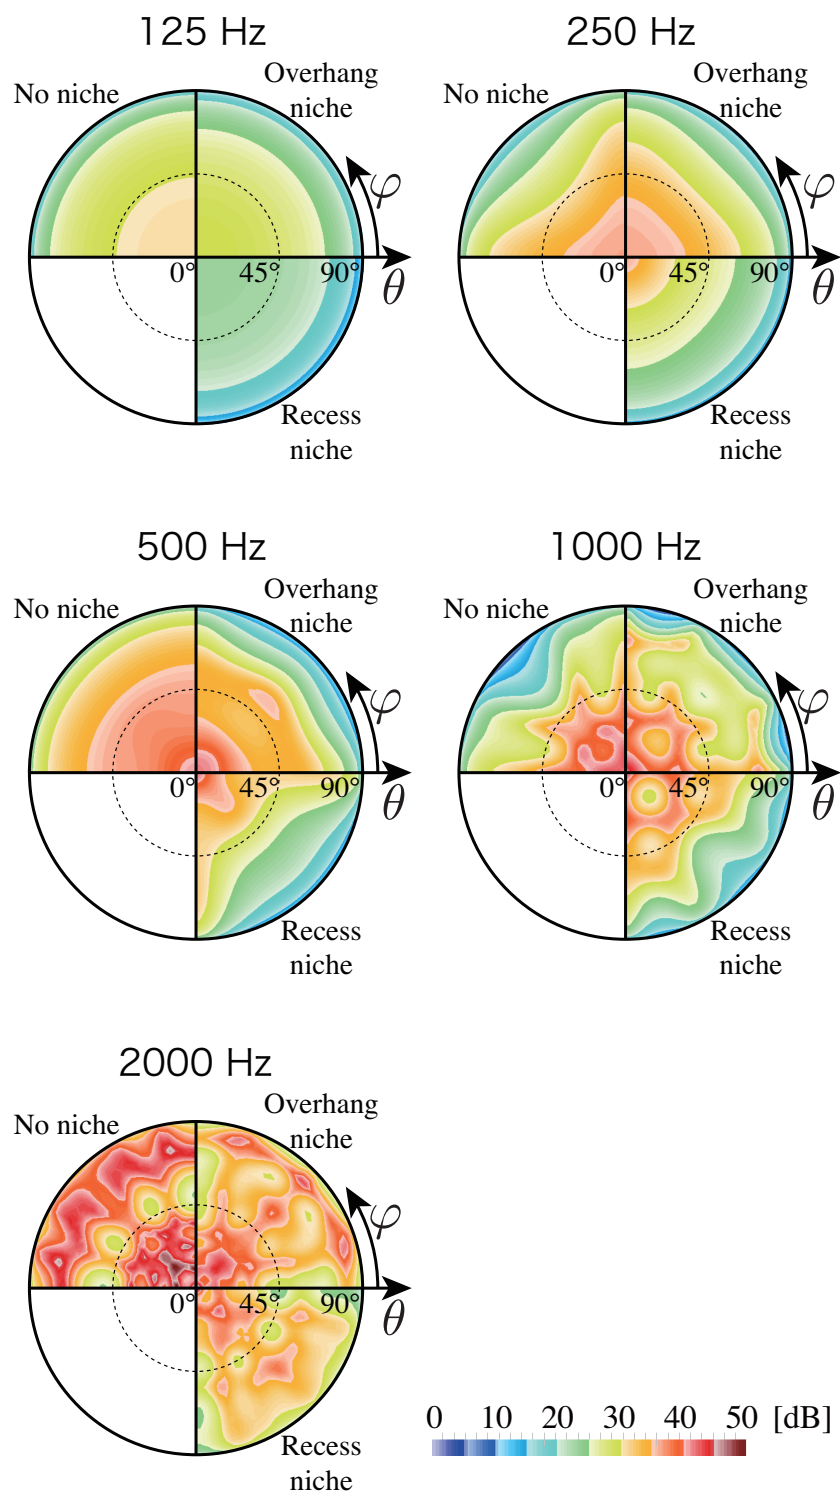 125 Hz
250 Hz
No niche
Overhang
niche
No niche
Overhang
niche
φ
φ
0° 45° 90° θ
0° 45° 90° θ
Recess
niche
Recess
niche
500 Hz
1000 Hz
No niche
Overhang
niche
No niche
Overhang
niche
φ
φ
0° 45° 90° θ
0° 45° 90° θ
Recess
niche
Recess
niche
2000 Hz
No niche
Overhang
niche
φ
0° 45° 90° θ
Recess
niche
0 10 20 30 40 50 [dB]